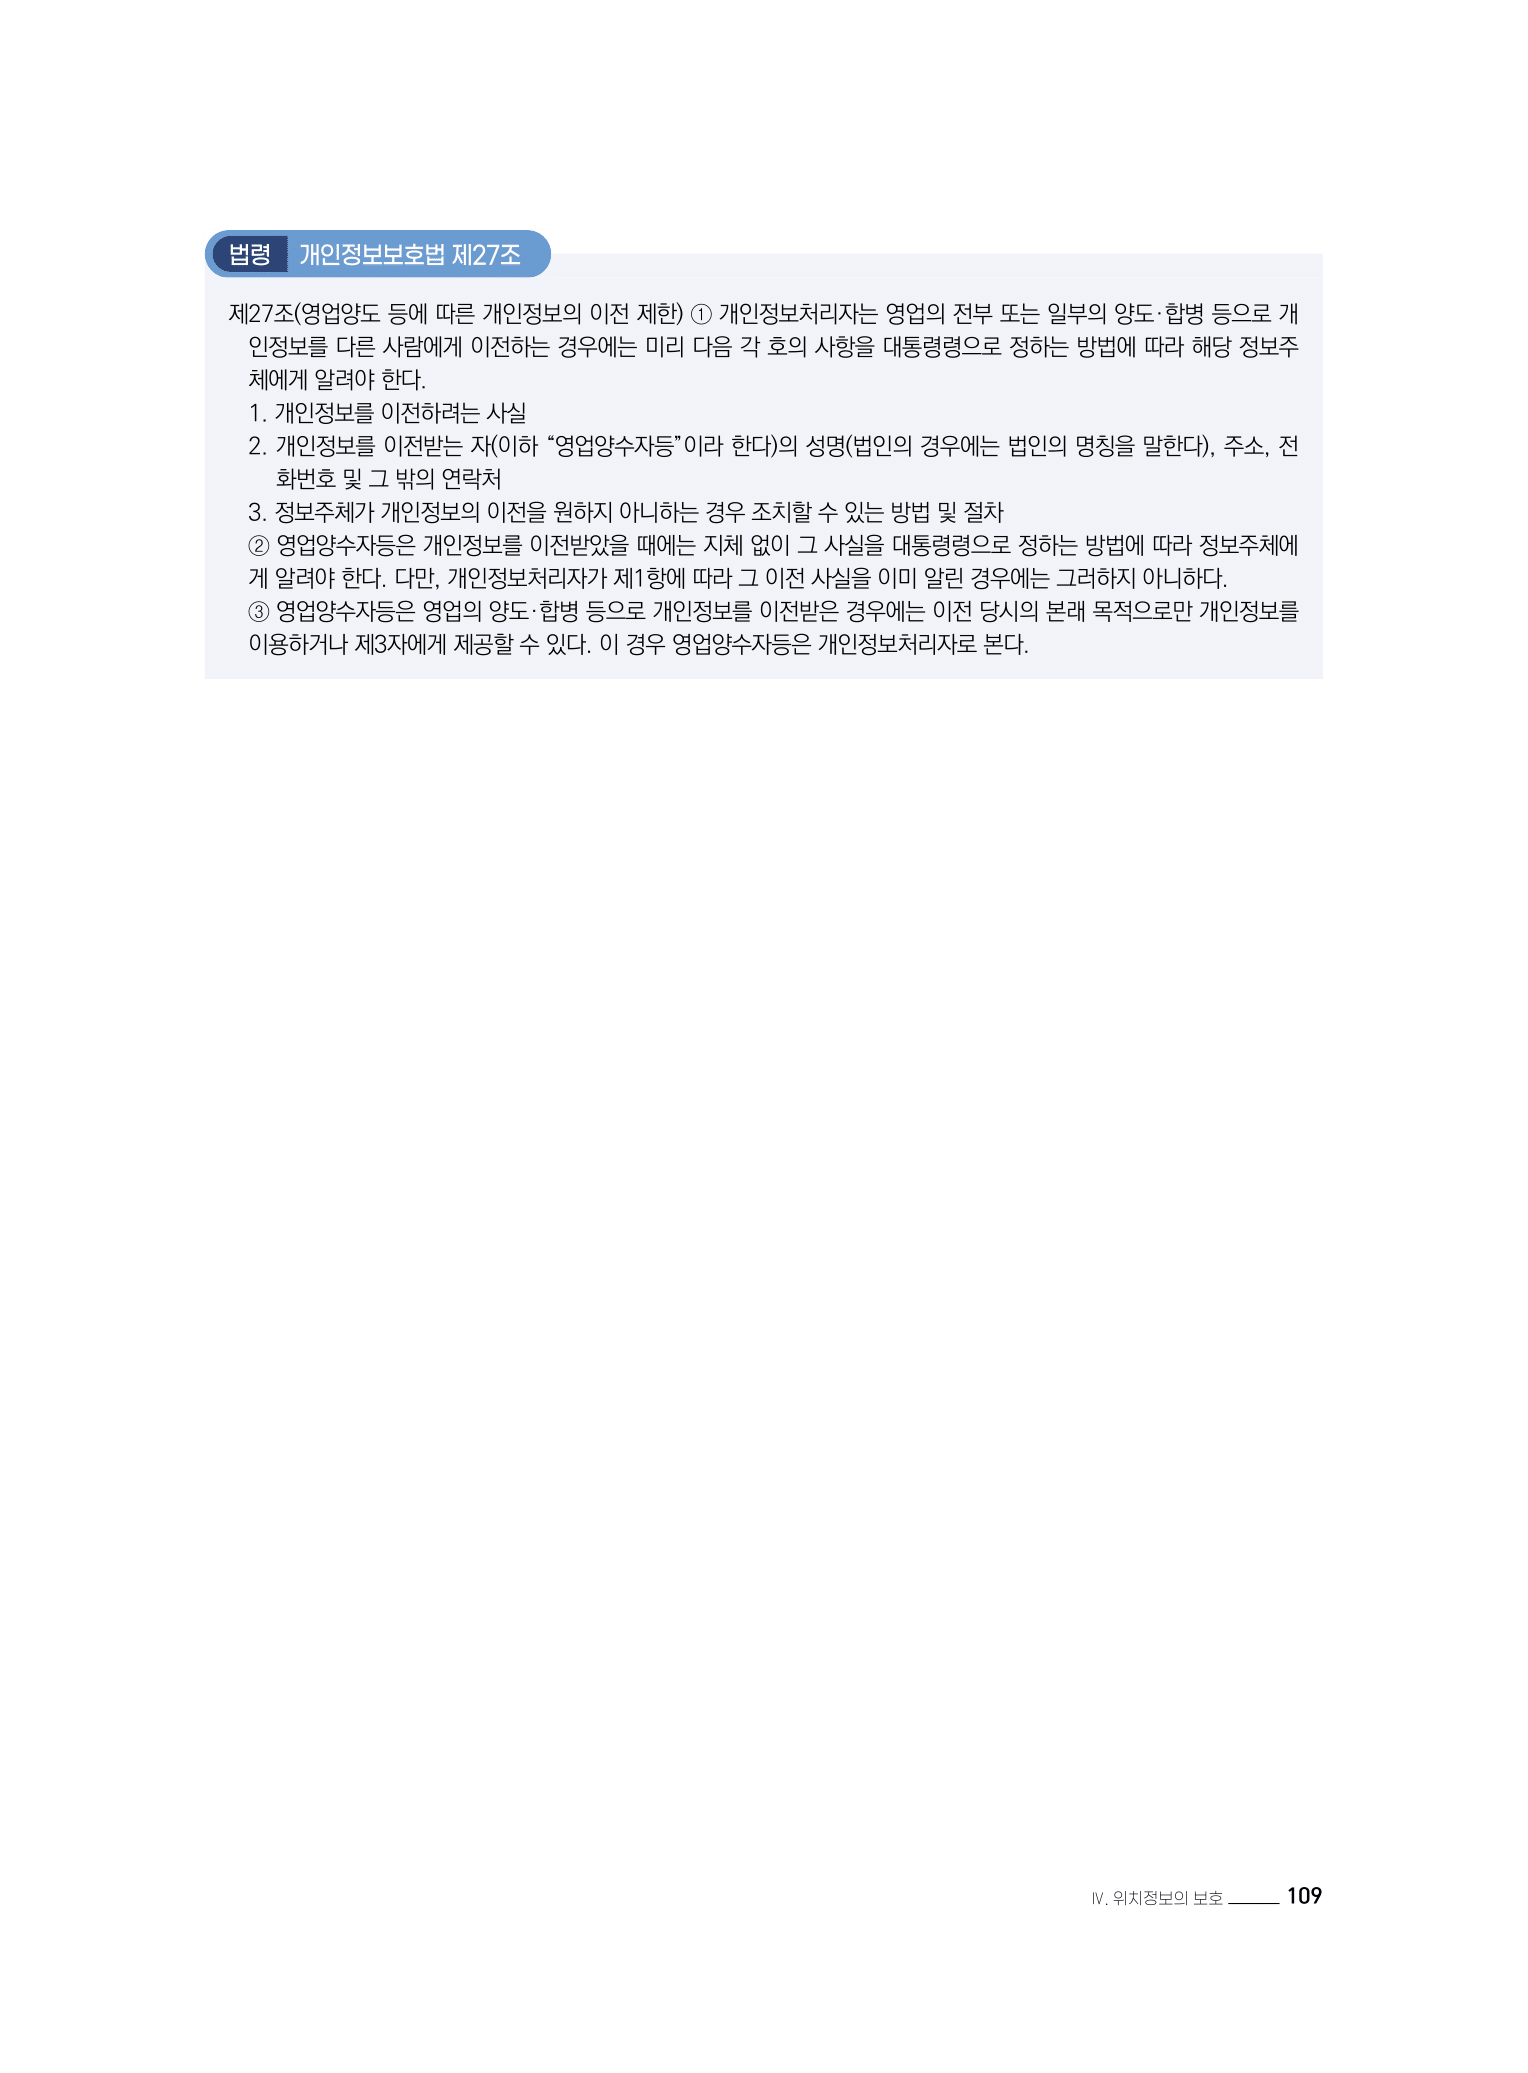 법령 개인정보보호법 제27조
제27조(영업양도 등에 따른 개인정보의 이전 제한) ① 개인정보처리자는 영업의 전부 또는 일부의 양도·합병 등으로 개
인정보를 다른 사람에게 이전하는 경우에는 미리 다음 각 호의 사항을 대통령령으로 정하는 방법에 따라 해당 정보주
체에게 알려야 한다.
1. 개인정보를 이전하려는 사실
2. 개인정보를 이전받는 자(이하 “영업양수자등”이라 한다)의 성명(법인의 경우에는 법인의 명칭을 말한다), 주소, 전
화번호 및 그 밖의 연락처
3. 정보주체가 개인정보의 이전을 원하지 아니하는 경우 조치할 수 있는 방법 및 절차
② 영업양수자등은 개인정보를 이전받았을 때에는 지체 없이 그 사실을 대통령령으로 정하는 방법에 따라 정보주체에
게 알려야 한다. 다만, 개인정보처리자가 제1항에 따라 그 이전 사실을 이미 알린 경우에는 그러하지 아니하다.
③ 영업양수자등은 영업의 양도·합병 등으로 개인정보를 이전받은 경우에는 이전 당시의 본래 목적으로만 개인정보를
이용하거나 제3자에게 제공할 수 있다. 이 경우 영업양수자등은 개인정보처리자로 본다.
Ⅳ. 위치정보의 보호 109